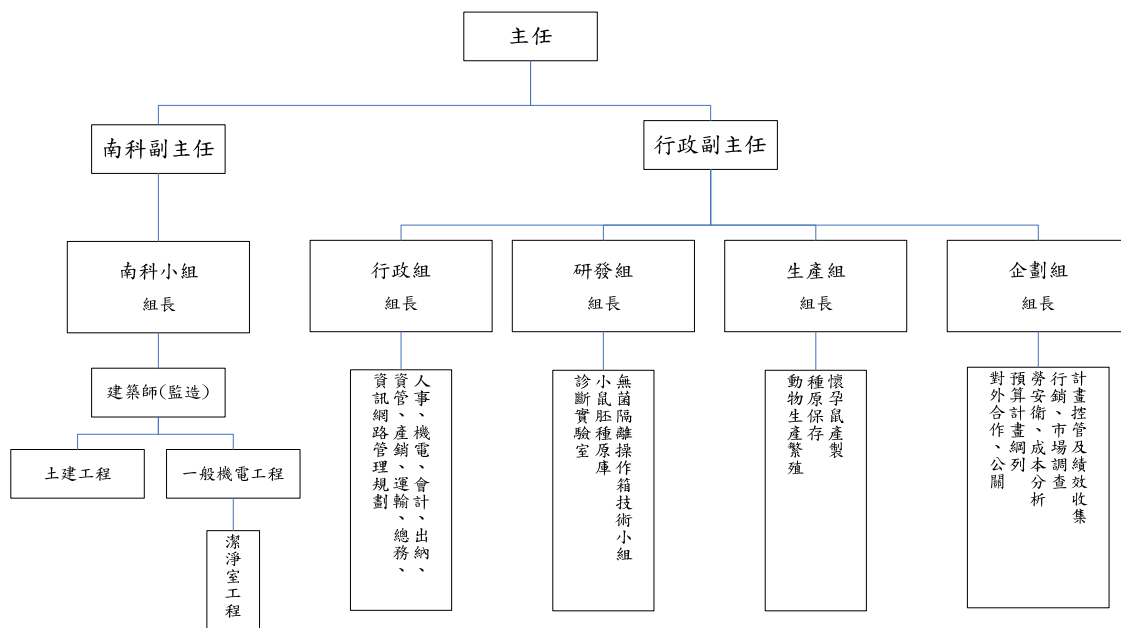 主任
南科副主任
行政副主任
南科小組
組長
行政組
組長
研發組
組長
生產組
組長
企劃組
組長
建築師(監造)
土建工程
一般機電工程
潔淨室工程
人事、機電、會計、出納、
資管、產銷、運輸、總務、
資訊網路管理規劃
無菌隔離操作箱技術小組
小鼠胚種原庫
診斷實驗室
懷孕鼠產製
種原保存
動物生產繁殖
計畫控管及績效收集
行銷、市場調查
勞安衛、成本分析
預算計畫綱列
對外合作、公關